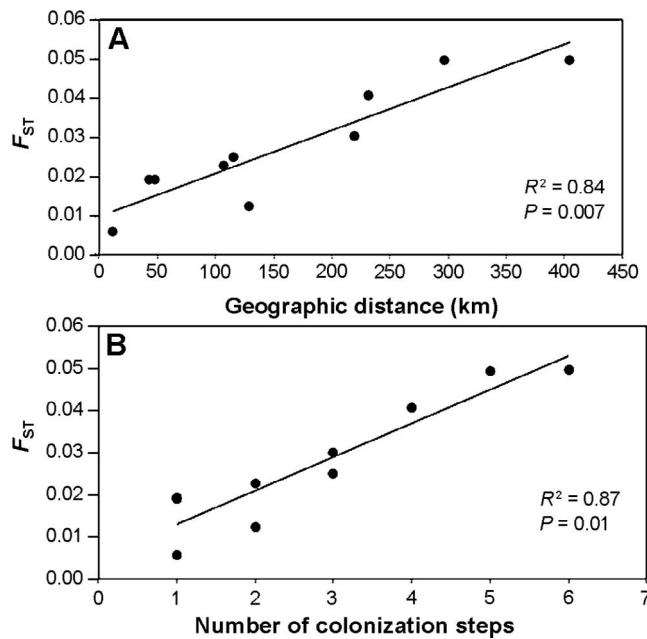 A
0.06
0.05
0.04
0.03
0.02
0.01
0.00
FST
R² = 0.84
P = 0.007
0 50 100 150 200 250 300 350 400 450
Geographic distance (km)
B
0.06
0.05
0.04
0.03
0.02
0.01
0.00
FST
R² = 0.87
P = 0.01
0 1 2 3 4 5 6 7
Number of colonization steps